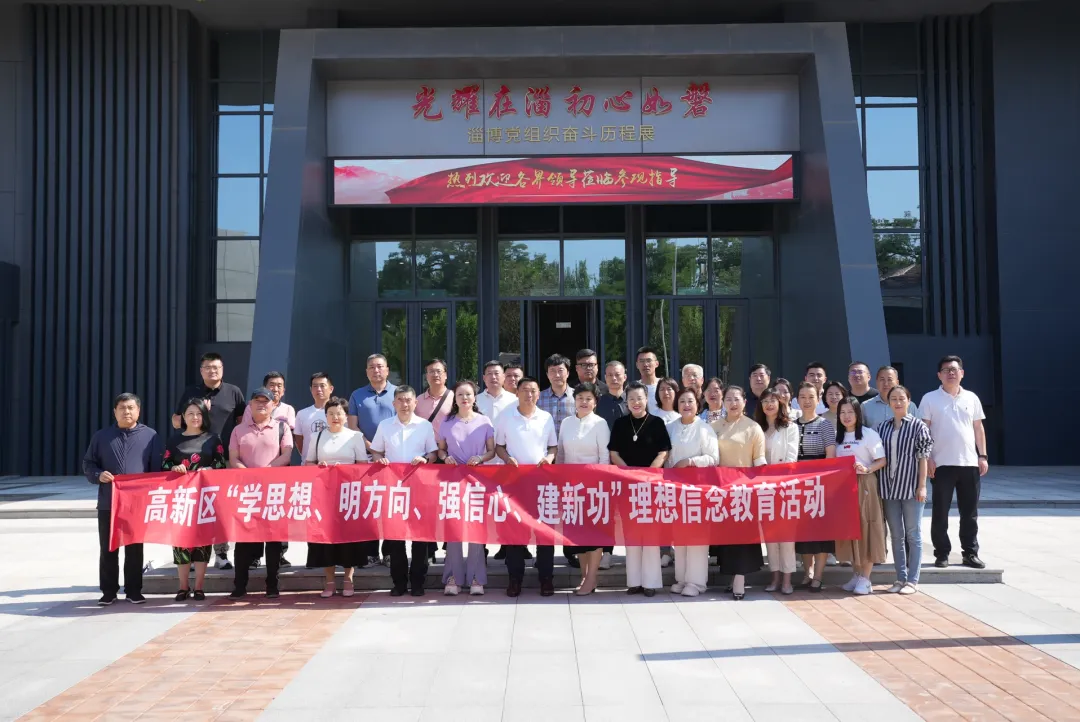 光耀在淄 初心如磐
淄博党组织奋斗历程展
热烈欢迎各界领导莅临参观指导
高新区“学思想、明方向、强信心、建新功”理想信念教育活动